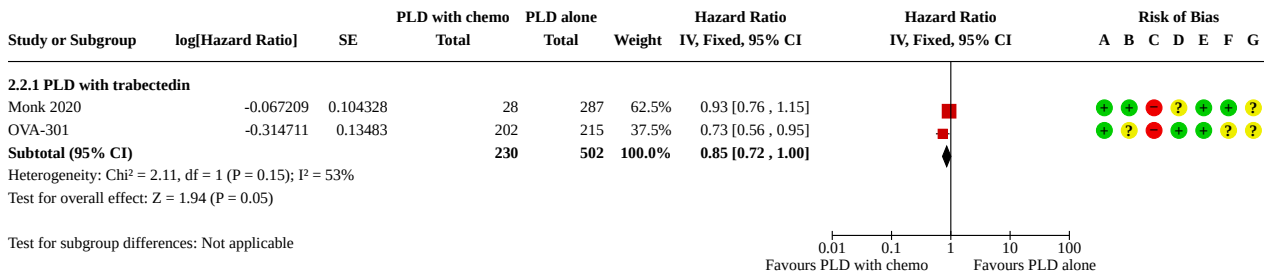 PLD with chemo PLD alone Hazard Ratio Hazard Ratio Risk of Bias
Study or Subgroup log[Hazard Ratio] SE Total Total Weight IV, Fixed, 95% CI IV, Fixed, 95% CI A B C D E F G
2.2.1 PLD with trabectedin
Monk 2020 -0.067209 0.104328 28 287 62.5% 0.93 [0.76 , 1.15] + + − ? + + ?
OVA-301 -0.314711 0.13483 202 215 37.5% 0.73 [0.56 , 0.95] + ? − + + ? ?
Subtotal (95% CI) 230 502 100.0% 0.85 [0.72 , 1.00]
Heterogeneity: Chi² = 2.11, df = 1 (P = 0.15); I² = 53%
Test for overall effect: Z = 1.94 (P = 0.05)
Test for subgroup differences: Not applicable
0.01 0.1 1 10 100
Favours PLD with chemo Favours PLD alone